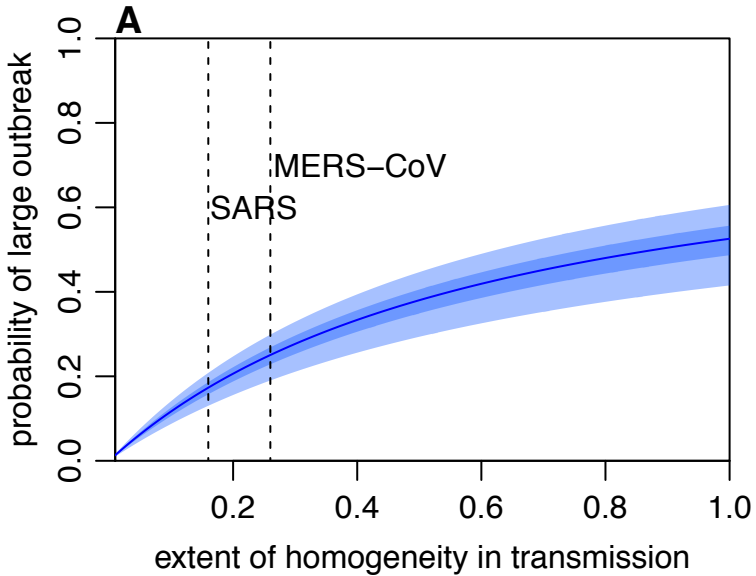 A
probability of large outbreak
1.0
0.8
0.6
0.4
0.2
0.0
MERS−CoV
SARS
0.2 0.4 0.6 0.8 1.0
extent of homogeneity in transmission